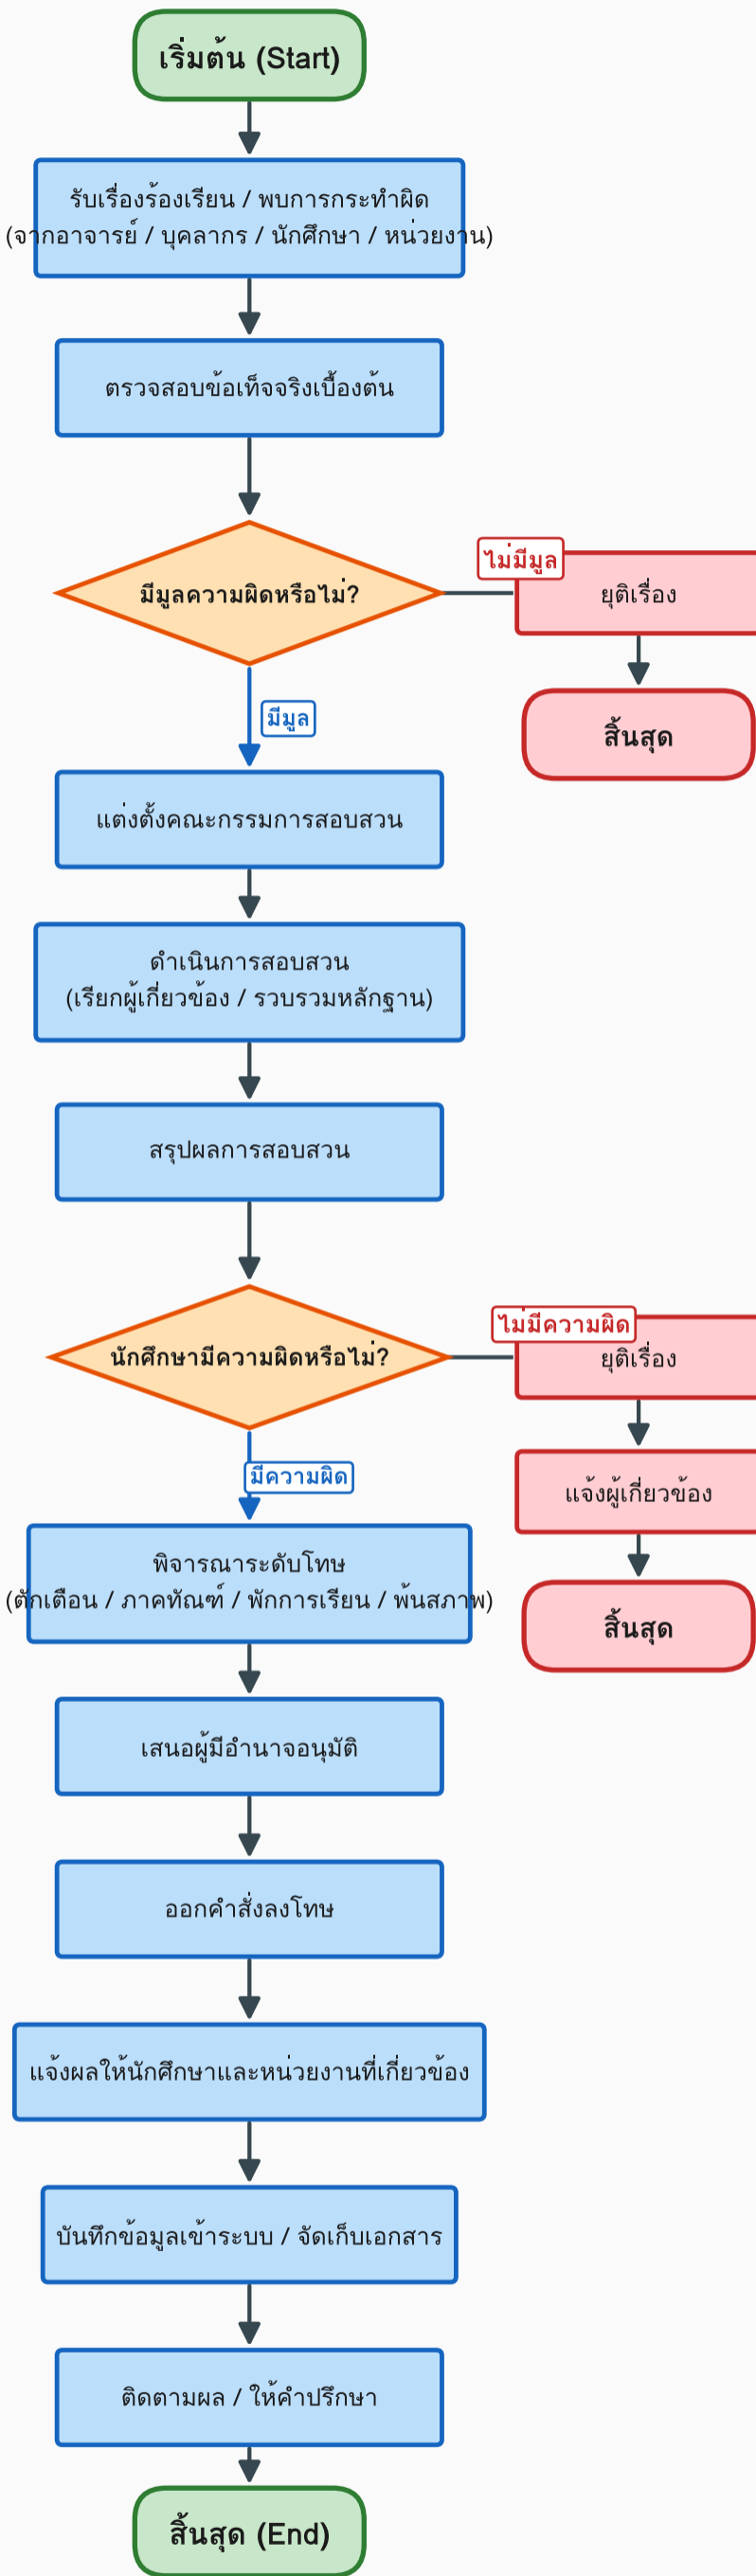 เริ่มต้น (Start)
รับเรื่องร้องเรียน / พบการกระทำผิด
(จากอาจารย์ / บุคลากร / นักศึกษา / หน่วยงาน)
ตรวจสอบข้อเท็จจริงเบื้องต้น
มีมูลความผิดหรือไม่?
ไม่มีมูล
ยุติเรื่อง
มีมูล
สิ้นสุด
แต่งตั้งคณะกรรมการสอบสวน
ดำเนินการสอบสวน
(เรียกผู้เกี่ยวข้อง / รวบรวมหลักฐาน)
สรุปผลการสอบสวน
นักศึกษามีความผิดหรือไม่?
ไม่มีความผิด
ยุติเรื่อง
มีความผิด
แจ้งผู้เกี่ยวข้อง
พิจารณาระดับโทษ
(ตักเตือน / ภาคทัณฑ์ / พักการเรียน / พ้นสภาพ)
สิ้นสุด
เสนอผู้มีอำนาจอนุมัติ
ออกคำสั่งลงโทษ
แจ้งผลให้นักศึกษาและหน่วยงานที่เกี่ยวข้อง
บันทึกข้อมูลเข้าระบบ / จัดเก็บเอกสาร
ติดตามผล / ให้คำปรึกษา
สิ้นสุด (End)